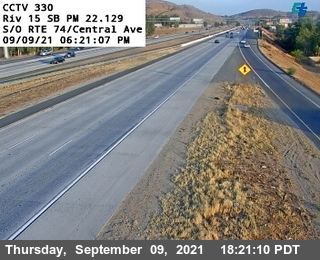 CCTV 330
Riv 15 SB PM 22.129
S/O RTE 74/Central Ave
09/09/21 06:21:07 PM
Thursday, September 09, 2021 18:21:10 PDT